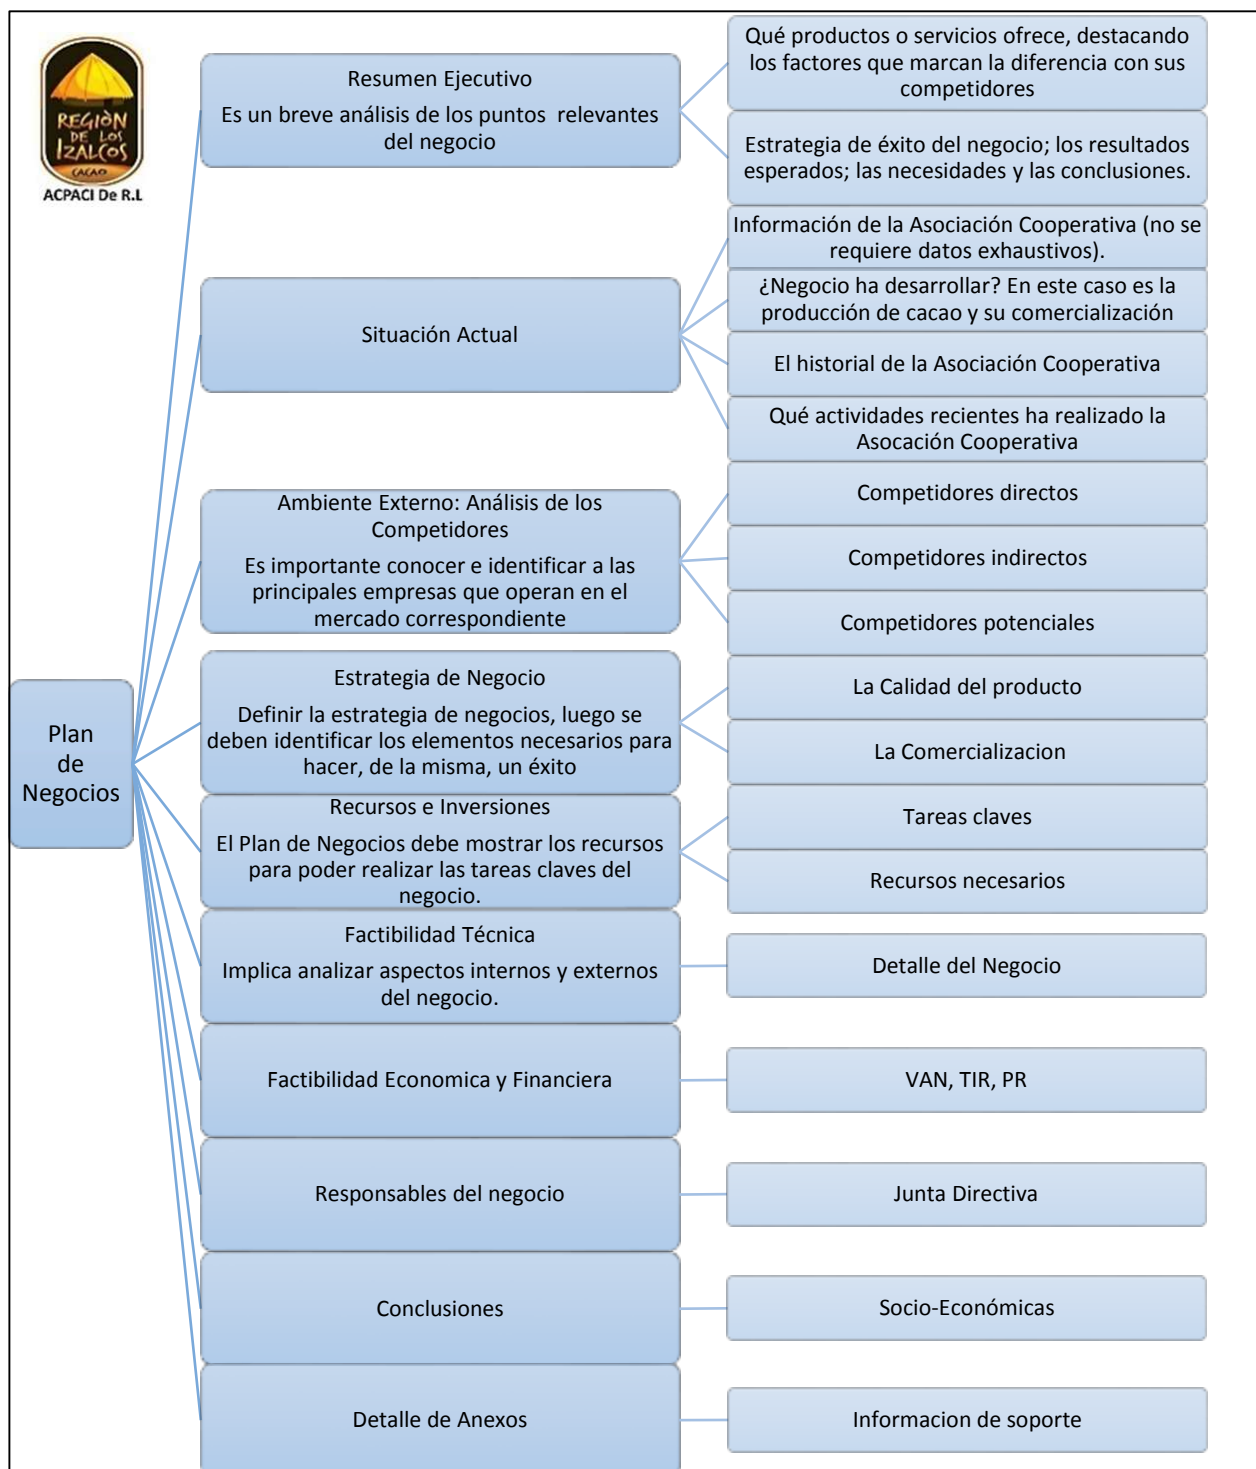 REGIÒN
DE LOS
IZALCOS
CACAO
ACPACI De R.L
Plan
de
Negocios
Resumen Ejecutivo
Es un breve análisis de los puntos relevantes
del negocio
Qué productos o servicios ofrece, destacando
los factores que marcan la diferencia con sus
competidores
Estrategia de éxito del negocio; los resultados
esperados; las necesidades y las conclusiones.
Situación Actual
Información de la Asociación Cooperativa (no se
requiere datos exhaustivos).
¿Negocio ha desarrollar? En este caso es la
producción de cacao y su comercialización
El historial de la Asociación Cooperativa
Qué actividades recientes ha realizado la
Asocación Cooperativa
Ambiente Externo: Análisis de los
Competidores
Es importante conocer e identificar a las
principales empresas que operan en el
mercado correspondiente
Competidores directos
Competidores indirectos
Competidores potenciales
Estrategia de Negocio
Definir la estrategia de negocios, luego se
deben identificar los elementos necesarios para
hacer, de la misma, un éxito
La Calidad del producto
La Comercializacion
Recursos e Inversiones
El Plan de Negocios debe mostrar los recursos
para poder realizar las tareas claves del
negocio.
Tareas claves
Recursos necesarios
Factibilidad Técnica
Implica analizar aspectos internos y externos
del negocio.
Detalle del Negocio
Factibilidad Economica y Financiera
VAN, TIR, PR
Responsables del negocio
Junta Directiva
Conclusiones
Socio-Económicas
Detalle de Anexos
Informacion de soporte